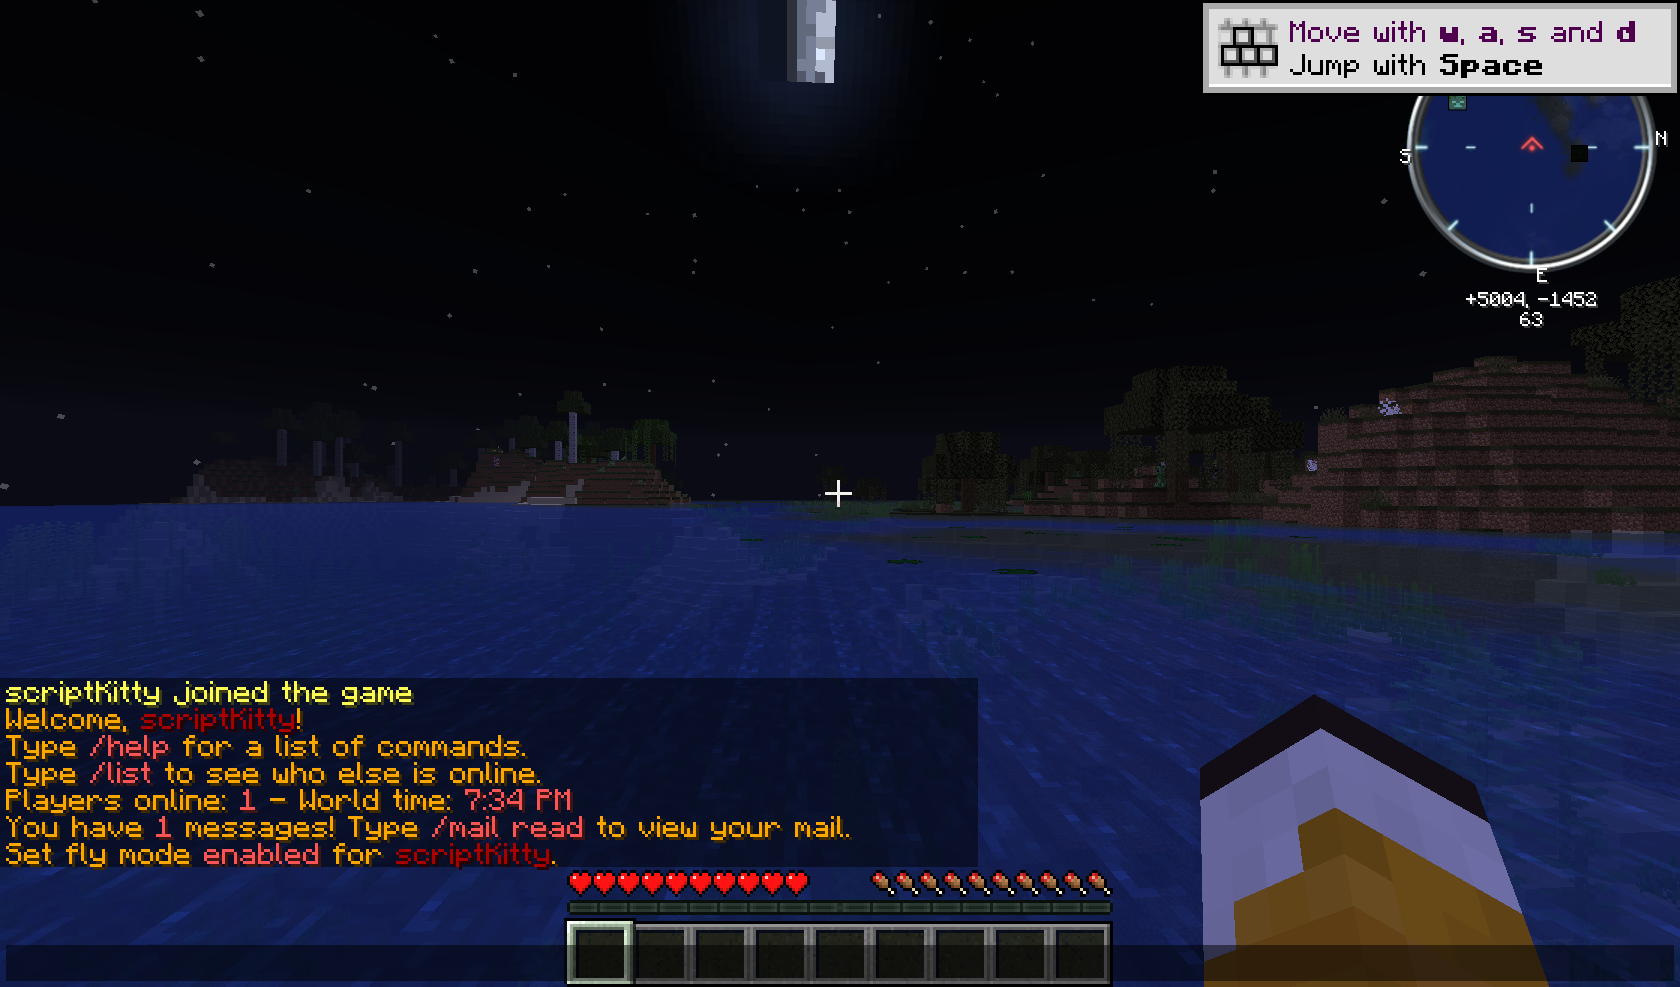 Move with w, a, s and d
Jump with Space
S
N
E
+5004, -1452
63
scriptKitty joined the game
Welcome, scriptKitty!
Type /help for a list of commands.
Type /list to see who else is online.
Players online: 1 - World time: 7:34 PM
You have 1 messages! Type /mail read to view your mail.
Set fly mode enabled for scriptKitty.